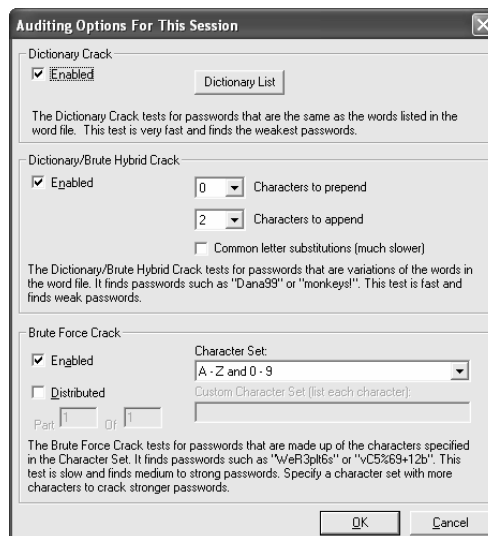 Auditing Options For This Session
Dictionary Crack
Enabled
Dictionary List
The Dictionary Crack tests for passwords that are the same as the words listed in the
word file. This test is very fast and finds the weakest passwords.
Dictionary/Brute Hybrid Crack
Enabled
0
Characters to prepend
2
Characters to append
Common letter substitutions (much slower)
The Dictionary/Brute Hybrid Crack tests for passwords that are variations of the words in
the word file. It finds passwords such as "Dana99" or "monkeys!". This test is fast and
finds weak passwords.
Brute Force Crack
Enabled
Character Set:
A - Z and 0 - 9
Distributed
Custom Character Set (list each character):
Part 1 Of 1
The Brute Force Crack tests for passwords that are made up of the characters specified
in the Character Set. It finds passwords such as "WeR3plt6s" or "vC5%69+12b". This
test is slow and finds medium to strong passwords. Specify a character set with more
characters to crack stronger passwords.
OK
Cancel